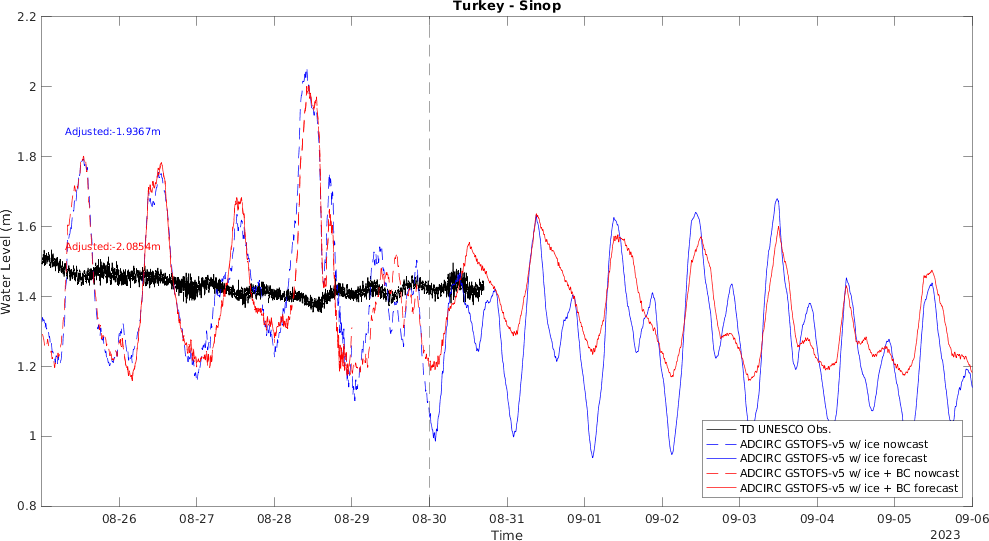 Turkey - Sinop
2.2
2
1.8
1.6
1.4
1.2
1
0.8
Water Level (m)
Adjusted:-1.9367m
Adjusted:-2.0854m
TD UNESCO Obs.
ADCIRC GSTOFS-v5 w/ ice nowcast
ADCIRC GSTOFS-v5 w/ ice forecast
ADCIRC GSTOFS-v5 w/ ice + BC nowcast
ADCIRC GSTOFS-v5 w/ ice + BC forecast
08-26 08-27 08-28 08-29 08-30 08-31 09-01 09-02 09-03 09-04 09-05 09-06
Time
2023